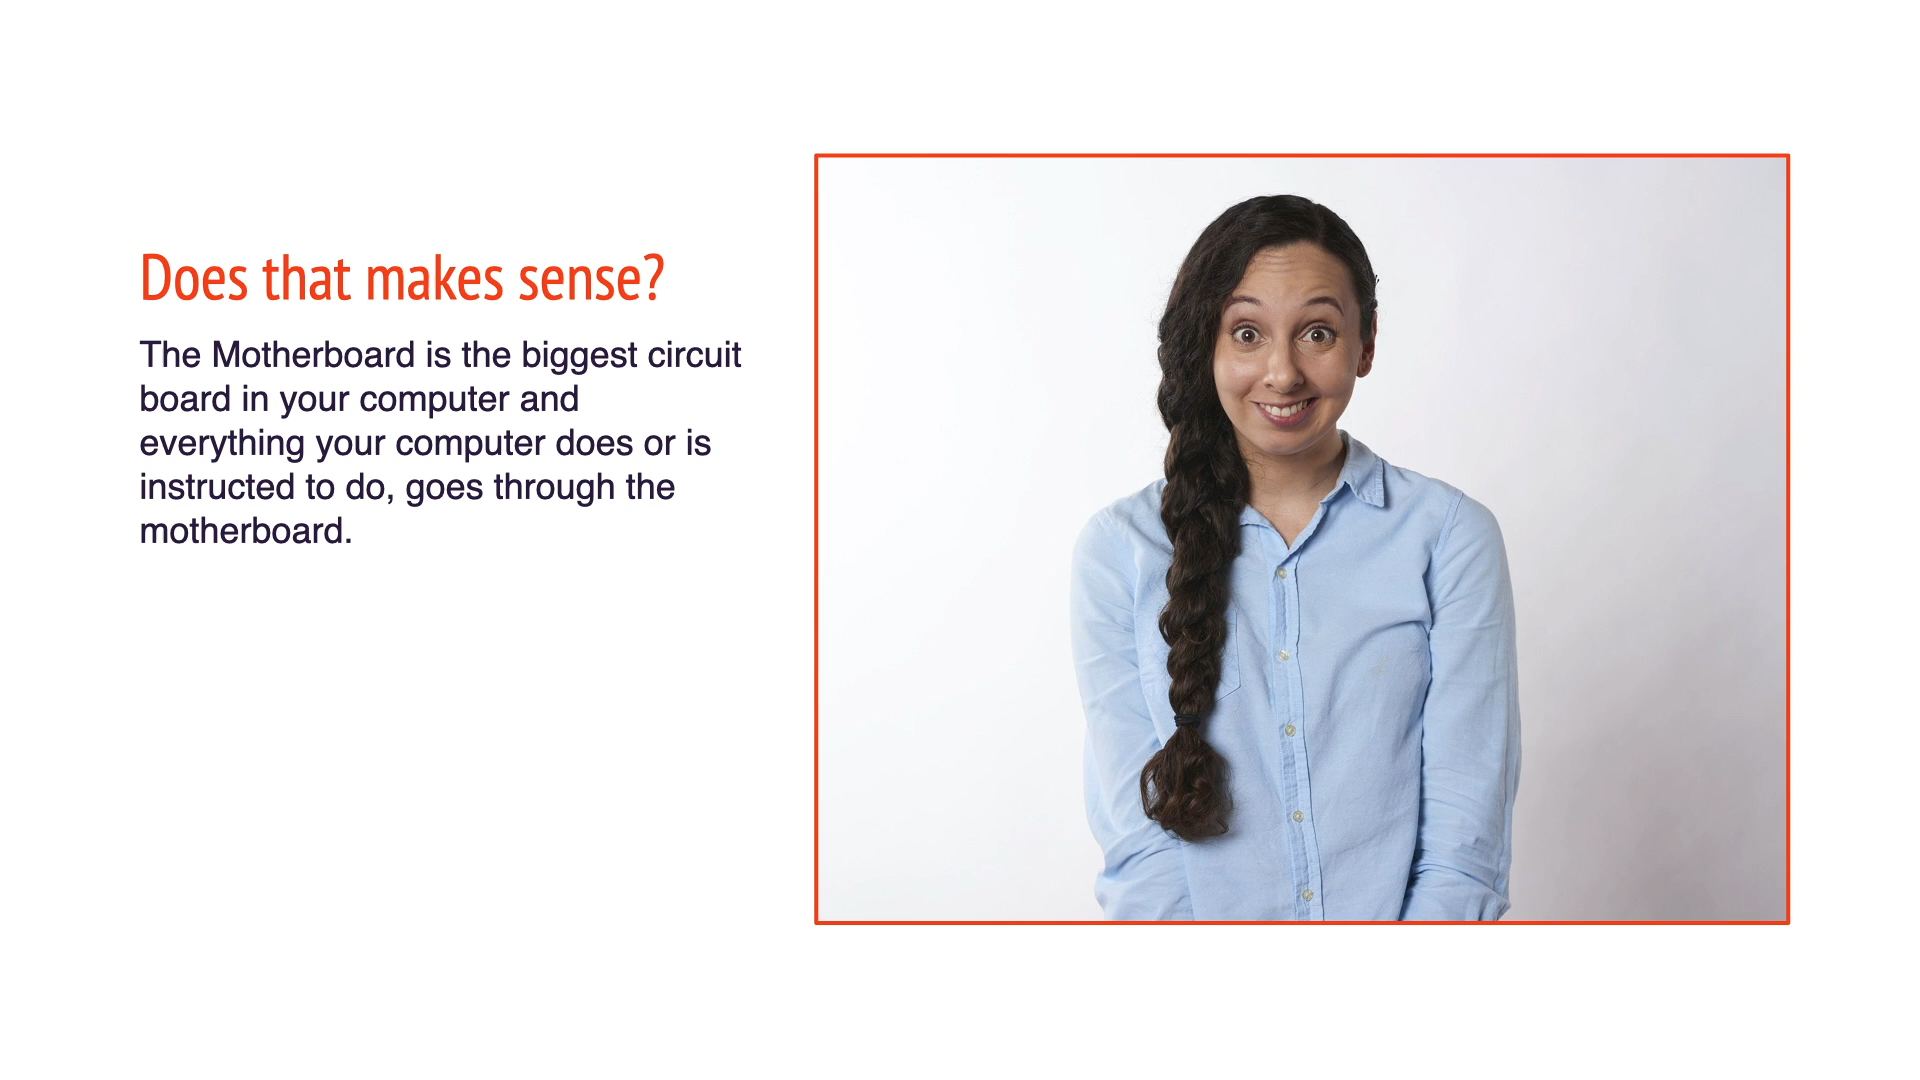 Does that makes sense?
The Motherboard is the biggest circuit
board in your computer and
everything your computer does or is
instructed to do, goes through the
motherboard.